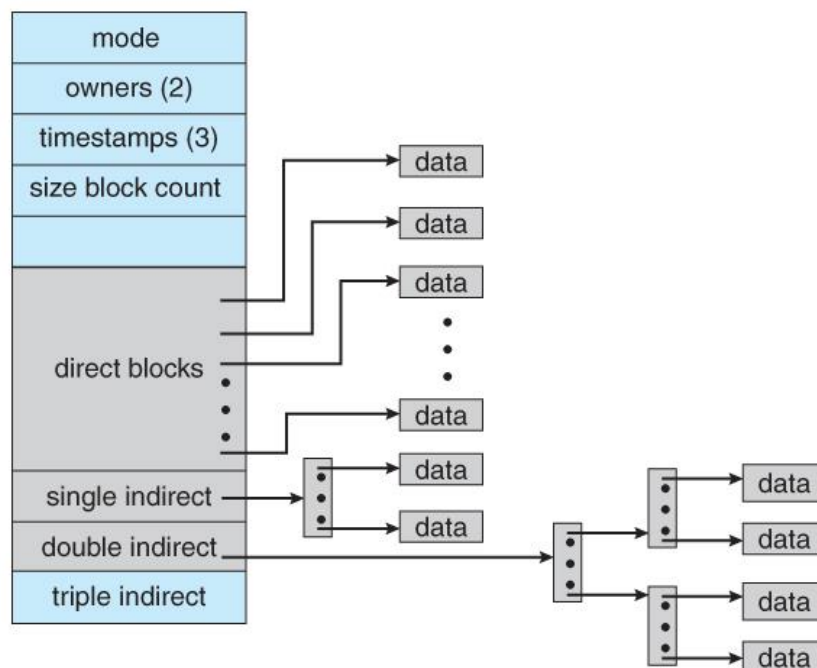 mode
owners (2)
timestamps (3)
size block count
direct blocks
single indirect
double indirect
triple indirect
data
data
data
data
data
data
data
data
data
data